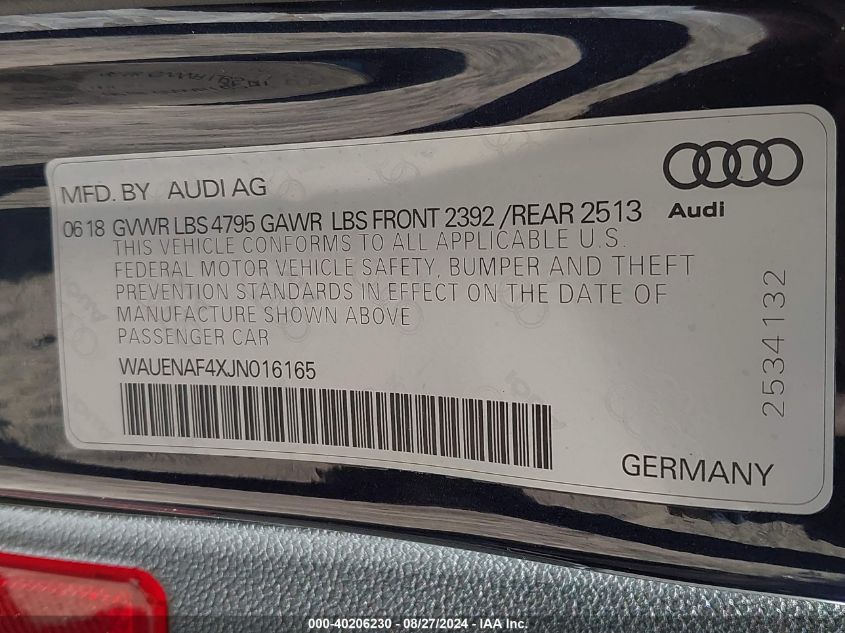 MFD. BY AUDI AG
Audi
0618 GVWR LBS 4795 GAWR LBS FRONT 2392 /REAR 2513
THIS VEHICLE CONFORMS TO ALL APPLICABLE U.S.
FEDERAL MOTOR VEHICLE SAFETY, BUMPER AND THEFT
PREVENTION STANDARDS IN EFFECT ON THE DATE OF
MANUFACTURE SHOWN ABOVE
PASSENGER CAR
WAUENAF4XJN016165
2534132
GERMANY
000-40206230 - 08/27/2024 - IAA Inc.